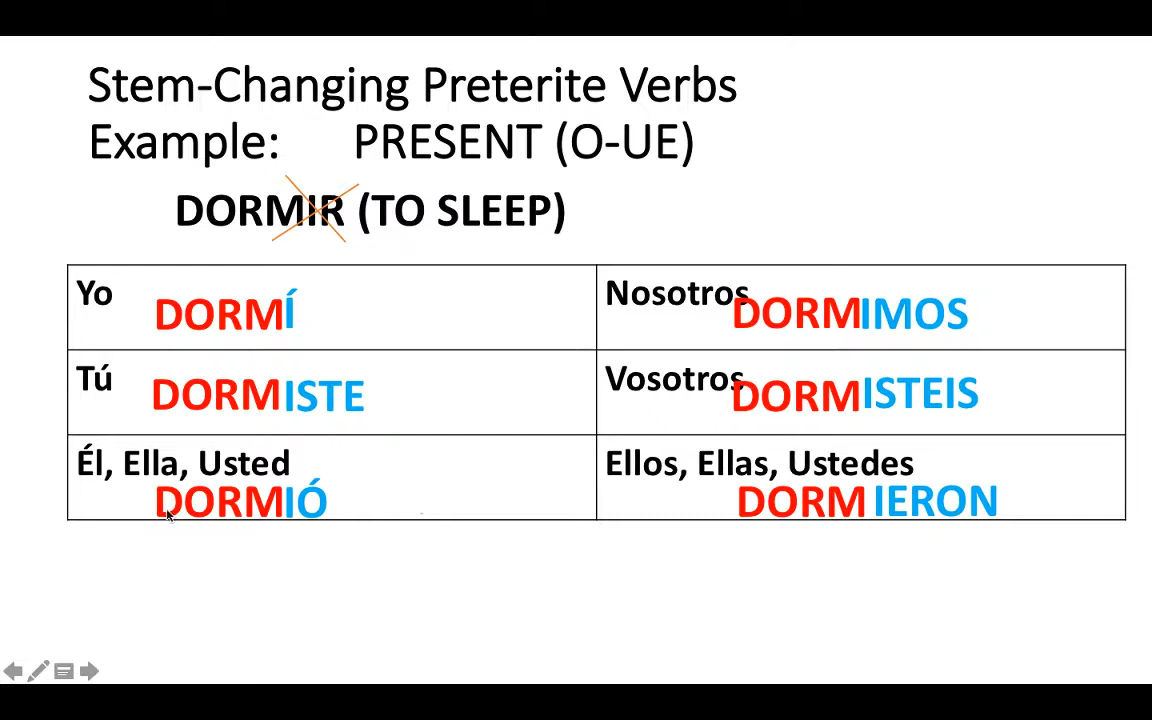 Stem-Changing Preterite Verbs
Example: PRESENT (O-UE)
DORMIR (TO SLEEP)
Yo
DORMÍ
Nosotros
DORMIMOS
Tú
DORMISTE
Vosotros
DORMISTEIS
Él, Ella, Usted
DORMIÓ
Ellos, Ellas, Ustedes
DORM IERON